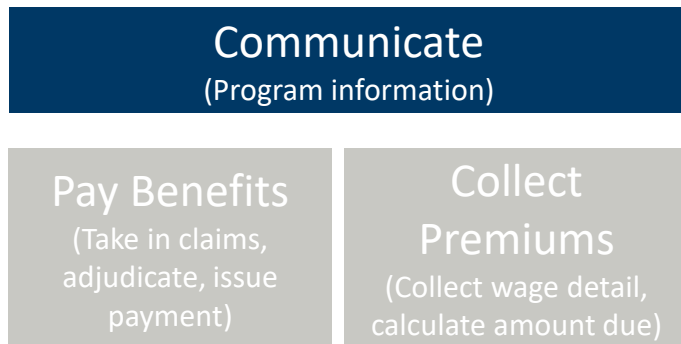 Communicate
(Program information)
Pay Benefits
(Take in claims,
adjudicate, issue
payment)
Collect
Premiums
(Collect wage detail,
calculate amount due)